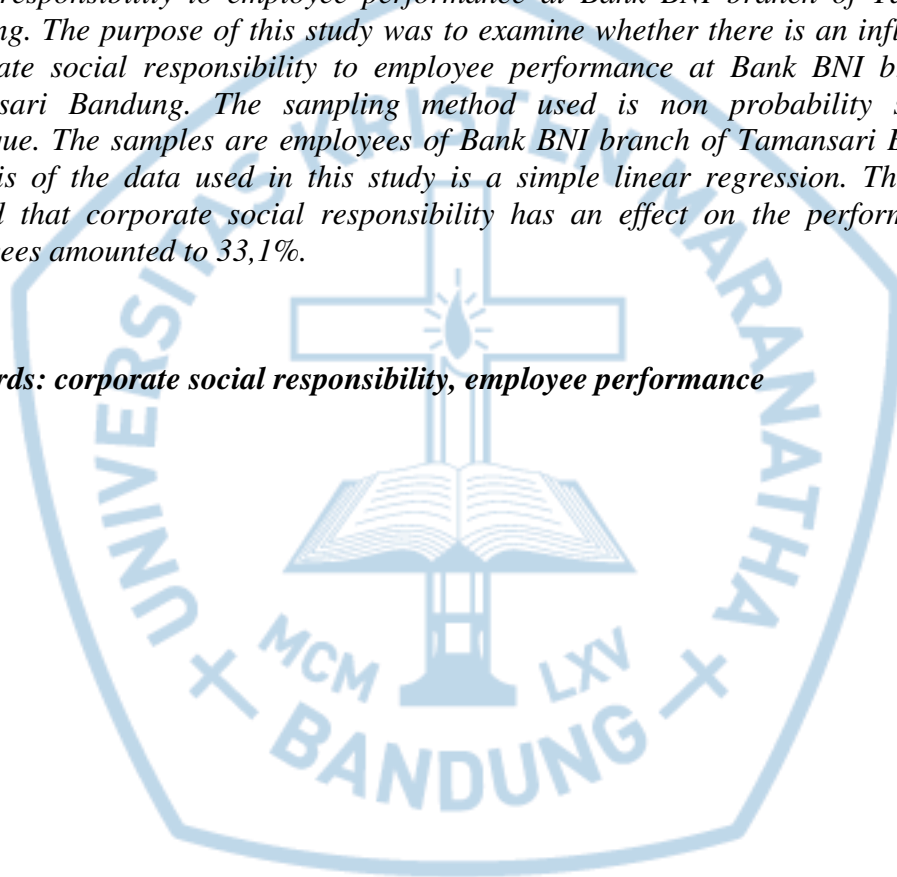 responsibility to employee performance at Bank BNI branch of Ta
ng. The purpose of this study was to examine whether there is an infl
ate social responsibility to employee performance at Bank BNI b
sari Bandung. The sampling method used is non probability s
ue. The samples are employees of Bank BNI branch of Tamansari B
is of the data used in this study is a simple linear regression. Th
that corporate social responsibility has an effect on the perform
ees amounted to 33,1%.
rds: corporate social responsibility, employee performance
UNIVERSITAS KRISTEN MARANATHA
MCM LXV
BANDUNG